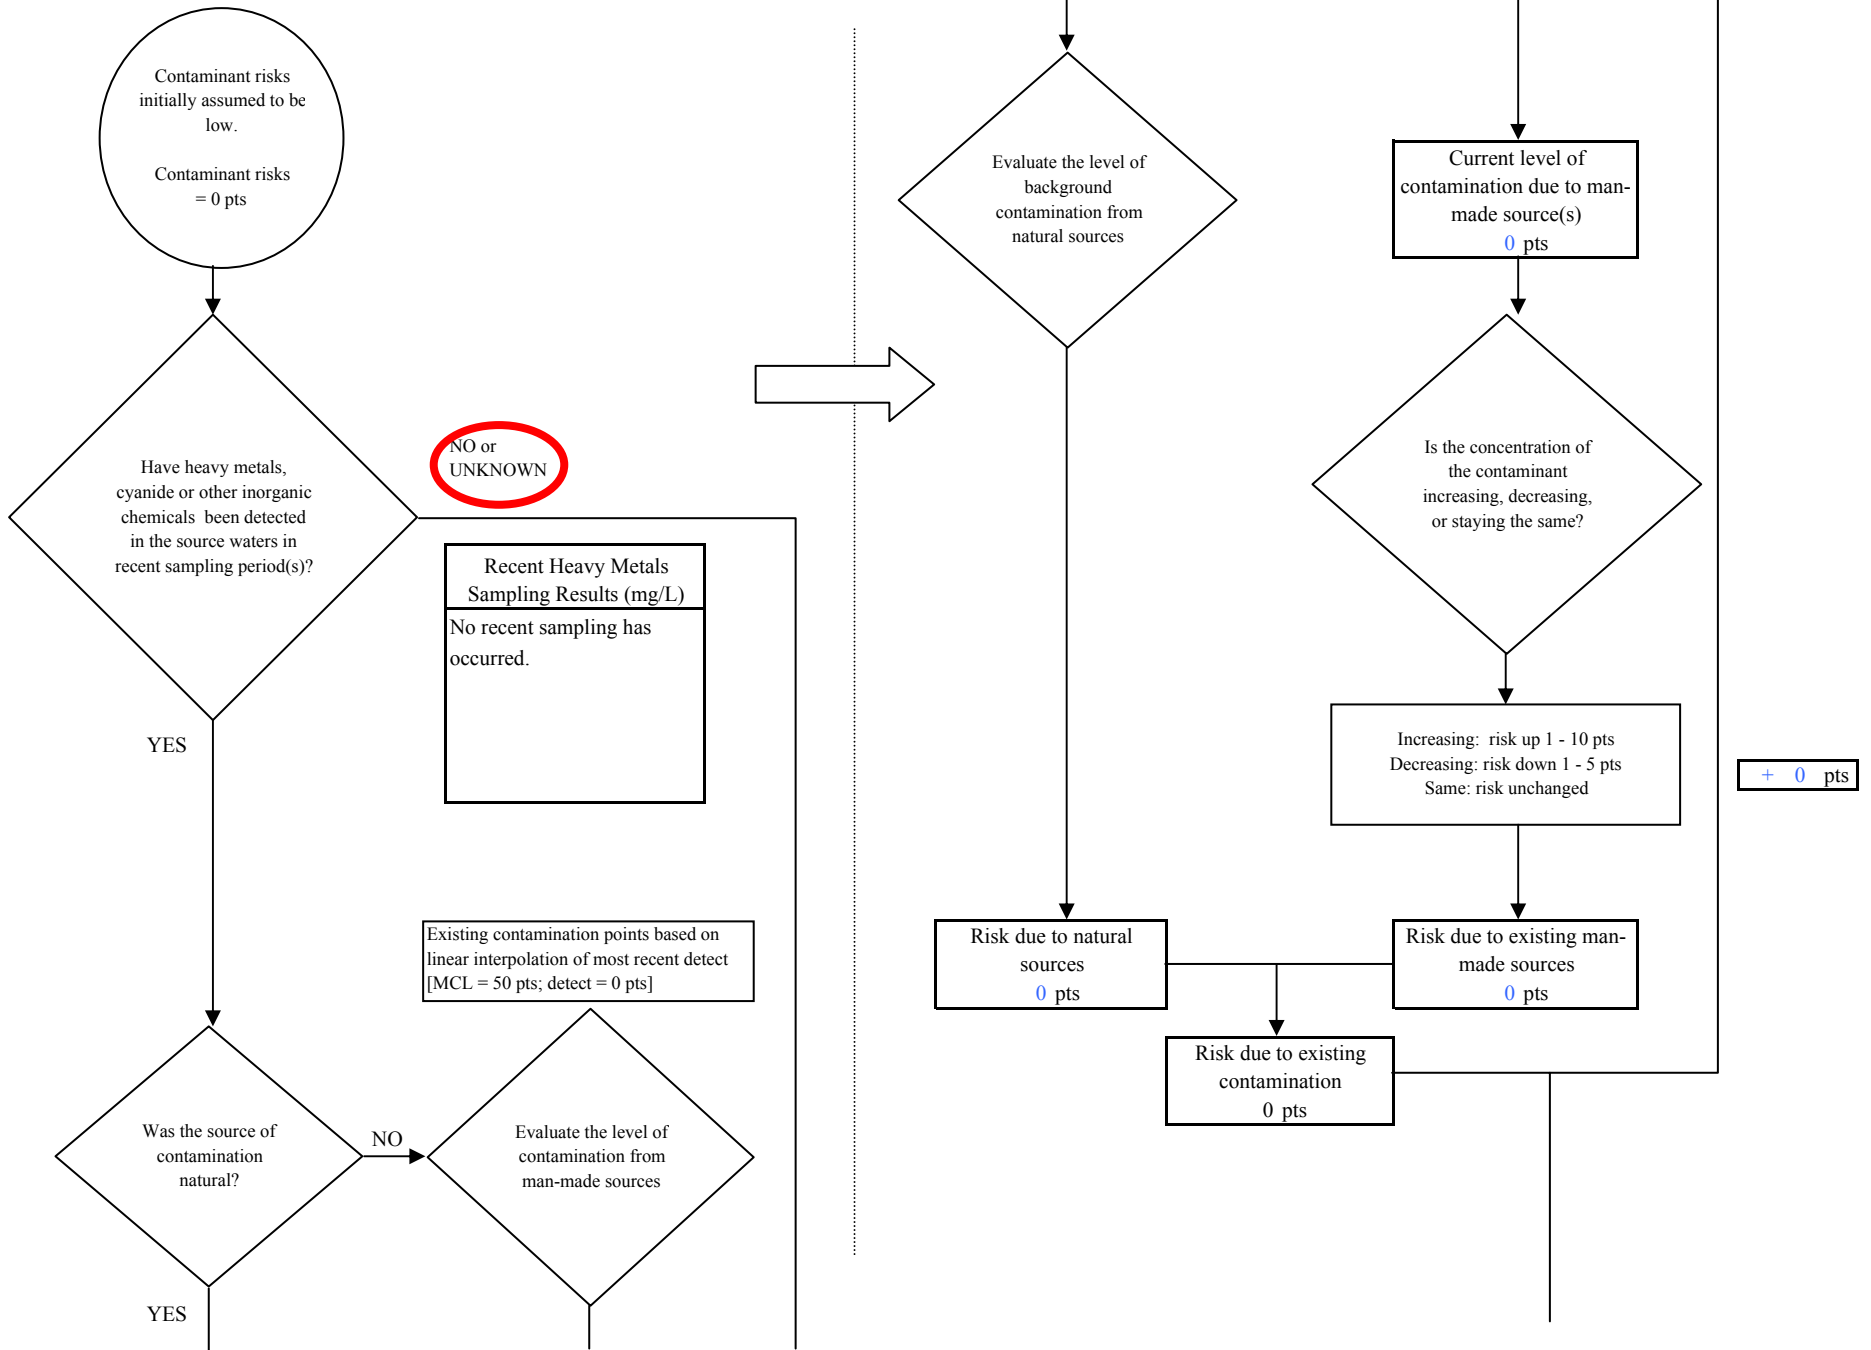 Contaminant risks
initially assumed to be
low.
Contaminant risks
= 0 pts
Have heavy metals,
cyanide or other inorganic
chemicals been detected
in the source waters in
recent sampling period(s)?
NO or
UNKNOWN
Recent Heavy Metals
Sampling Results (mg/L)
No recent sampling has
occurred.
YES
Existing contamination points based on
linear interpolation of most recent detect
[MCL = 50 pts; detect = 0 pts]
Was the source of
contamination
natural?
NO
Evaluate the level of
contamination from
man-made sources
YES
Evaluate the level of
background
contamination from
natural sources
Current level of
contamination due to man-
made source(s)
0 pts
Is the concentration of
the contaminant
increasing, decreasing,
or staying the same?
Increasing: risk up 1 - 10 pts
Decreasing: risk down 1 - 5 pts
Same: risk unchanged
+ 0 pts
Risk due to natural
sources
0 pts
Risk due to existing man-
made sources
0 pts
Risk due to existing
contamination
0 pts